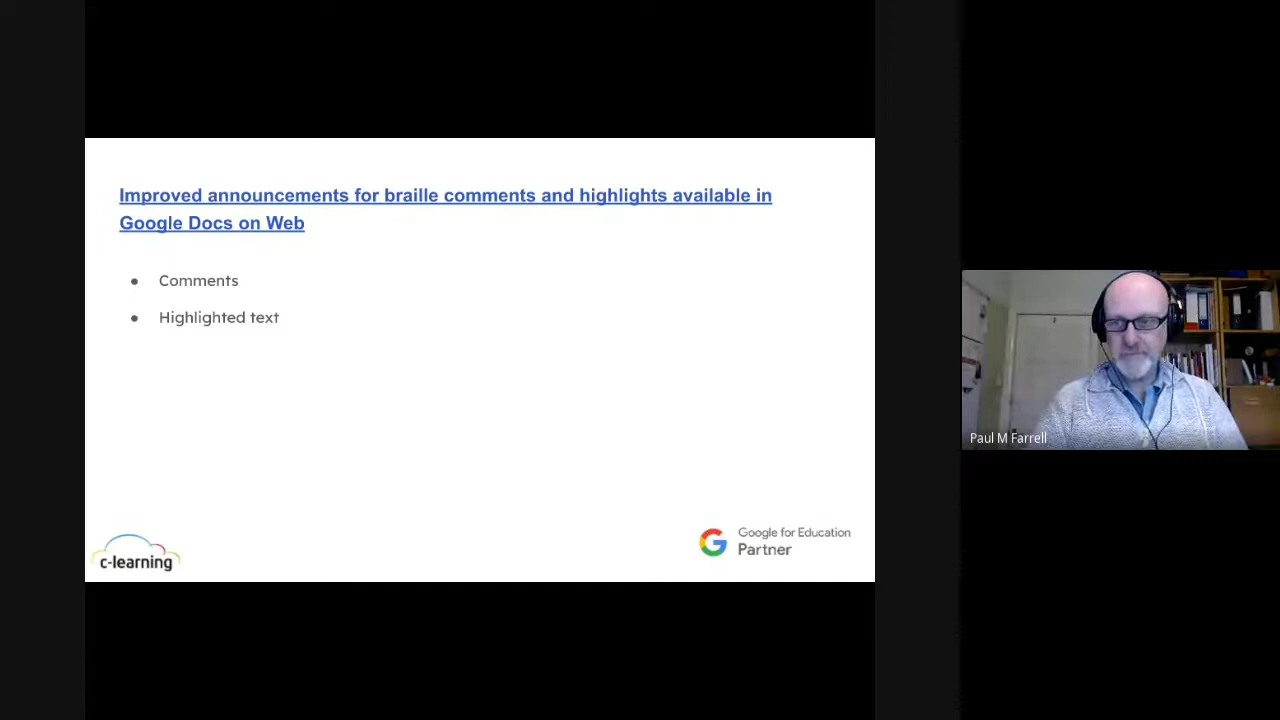 Improved announcements for braille comments and highlights available in
Google Docs on Web
● Comments
● Highlighted text
c-learning
Google for Education
Partner
Paul M Farrell